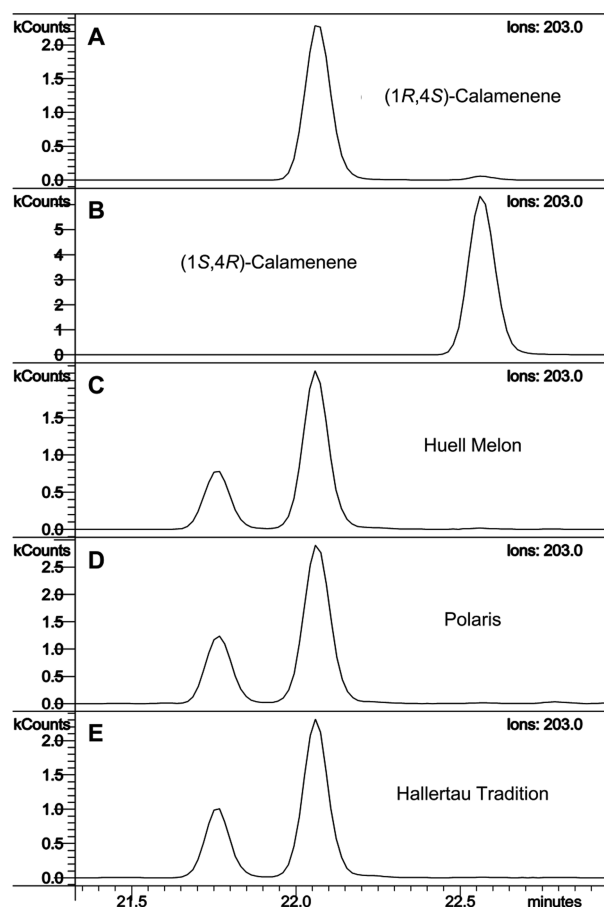 kCounts A Ions: 203.0
2.0
1.5
(1R,4S)-Calamenene
1.0
0.5
0.0
kCounts B Ions: 203.0
5
4
(1S,4R)-Calamenene
3
2
1
0
kCounts C Ions: 203.0
1.5
Huell Melon
1.0
0.5
0.0
kCounts D Ions: 203.0
2.5
2.0
Polaris
1.5
1.0
0.5
0.0
kCounts E Ions: 203.0
2.0
1.5
Hallertau Tradition
1.0
0.5
0.0
21.5 22.0 22.5 minutes